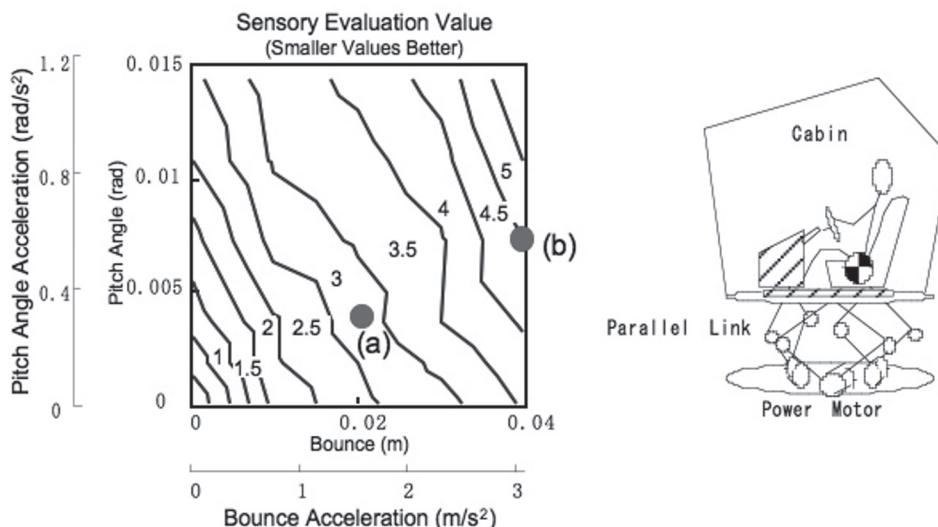 Sensory Evaluation Value
(Smaller Values Better)
Pitch Angle Acceleration (rad/s²)
1.2
0.8
0.4
0
Pitch Angle (rad)
0.015
0.01
0.005
0
1
1.5
2
2.5
3
3.5
4
4.5
5
(a)
(b)
0
0.02
0.04
Bounce (m)
0
1
2
3
Bounce Acceleration (m/s²)
Cabin
Parallel Link
Power Motor